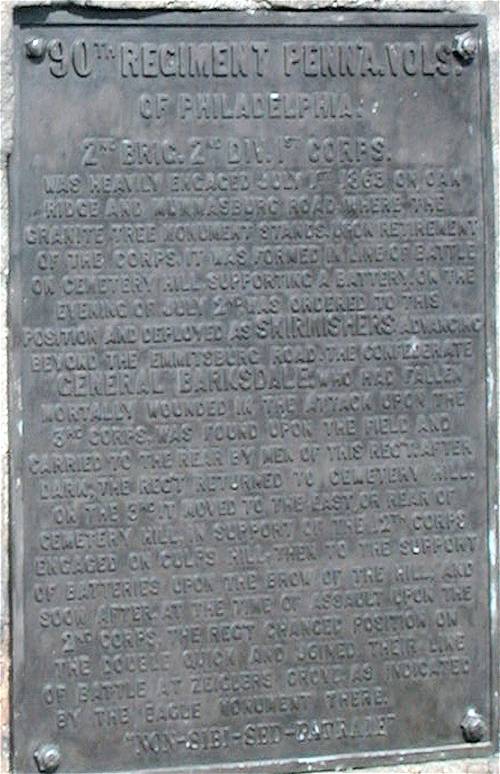 90TH REGIMENT PENN'A. VOLS.
OF PHILADELPHIA.
2ND BRIG. 2ND DIV. 1ST CORPS.
WAS HEAVILY ENGAGED JULY 1ST 1863 ON OAK
RIDGE AND MUMMASBURG ROAD WHERE THE
GRANITE TREE MONUMENT STANDS. UPON RETIREMENT
OF THE CORPS, IT WAS FORMED IN LINE OF BATTLE
ON CEMETERY HILL SUPPORTING A BATTERY. ON THE
EVENING OF JULY 2ND WAS ORDERED TO THIS
POSITION AND DEPLOYED AS SKIRMISHERS ADVANCING
BEYOND THE EMMITSBURG ROAD. THE CONFEDERATE
GENERAL BARKSDALE. WHO HAD FALLEN
MORTALLY WOUNDED IN THE ATTACK UPON THE
3RD CORPS, WAS FOUND UPON THE FIELD AND
CARRIED TO THE REAR BY MEN OF THIS REG'T. AFTER
DARK, THE REG'T RETURNED TO CEMETERY HILL.
ON THE 3RD IT MOVED TO THE EAST, OR REAR OF
CEMETERY HILL, IN SUPPORT OF THE 12TH CORPS
ENGAGED ON CULPS HILL. THEN TO THE SUPPORT
OF BATTERIES UPON THE BROW OF THE HILL, AND
SOON AFTER, AT THE TIME OF ASSAULT UPON THE
2ND CORPS, THE REG'T CHANGED POSITION ON
THE DOUBLE QUICK AND JOINED THEIR LINE
OF BATTLE AT ZEIGLERS GROVE AS INDICATED
BY THE EAGLE MONUMENT THERE.
"NON-SIBI-SED-PATRIAE"